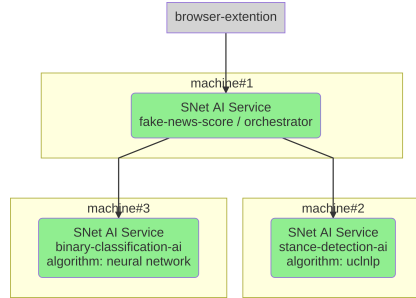 browser-extention
machine#1
SNet AI Service
fake-news-score / orchestrator
machine#3
SNet AI Service
binary-classification-ai
algorithm: neural network
machine#2
SNet AI Service
stance-detection-ai
algorithm: uclnlp